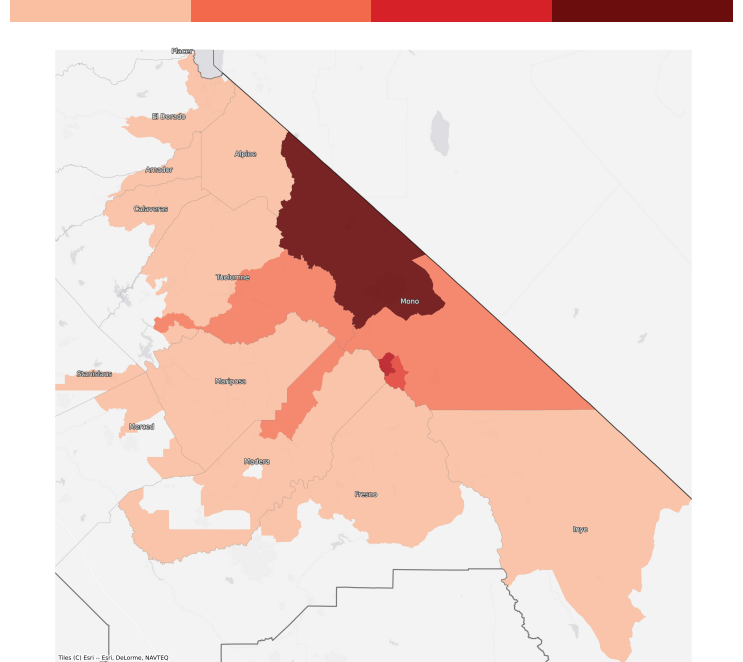 Placer
El Dorado
Alpine
Amador
Calaveras
Tuolumne
Mono
Stanislaus
Mariposa
Merced
Madera
Fresno
Inyo
Tiles (C) Esri -- Esri, DeLorme, NAVTEQ